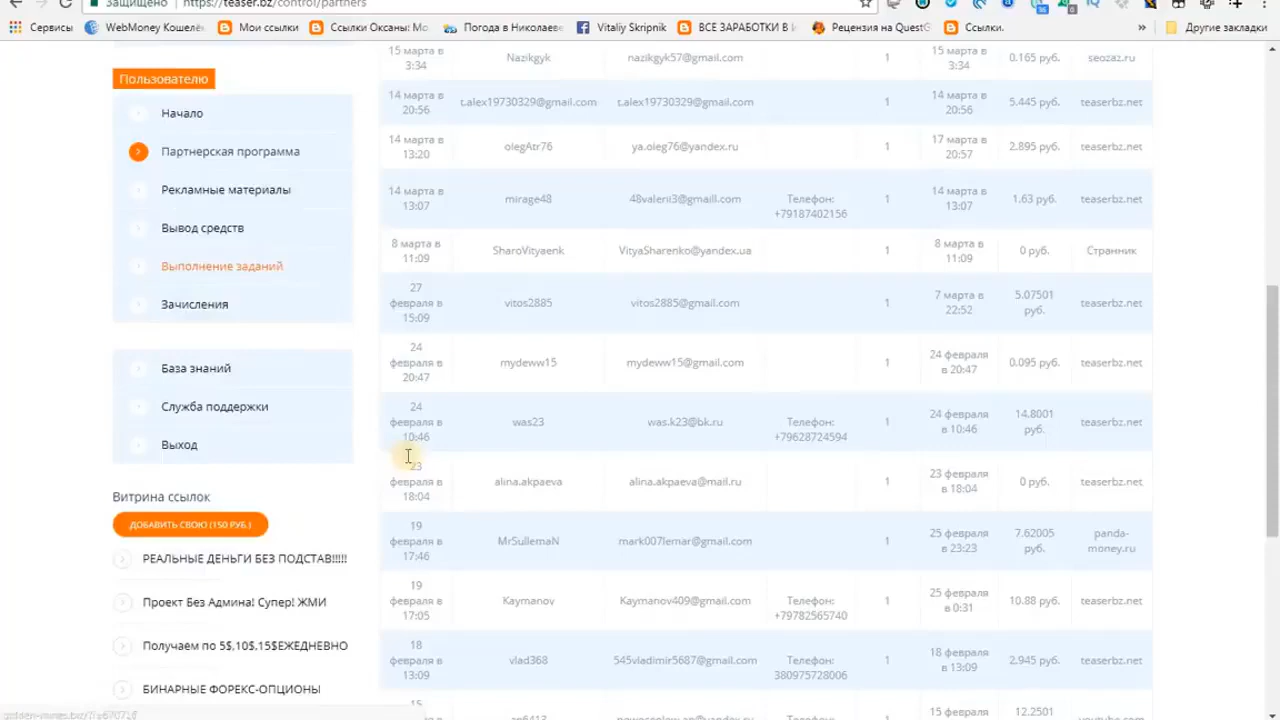 Защищено https://teaser.bz/control/partners
Сервисы WebMoney Кошелё Мои ссылки Ссылки Оксаны: Мо Погода в Николаеве Vitaliy Skripnik ВСЕ ЗАРАБОТКИ В И Рецензия на QuestG Ссылки. » Другие закладки
Пользователю
Начало
Партнерская программа
Рекламные материалы
Вывод средств
Выполнение заданий
Зачисления
База знаний
Служба поддержки
Выход
Витрина ссылок
ДОБАВИТЬ СВОЮ (150 РУБ.)
РЕАЛЬНЫЕ ДЕНЬГИ БЕЗ ПОДСТАВ!!!!!
Проект Без Админа! Супер! ЖМИ
Получаем по 5$,10$,15$ЕЖЕДНЕВНО
БИНАРНЫЕ ФОРЕКС-ОПЦИОНЫ
15 марта в 3:34 Nazikgyk nazikgyk57@gmail.com 1 15 марта в 3:34 0.165 руб. seozaz.ru
14 марта в 20:56 t.alex19730329@gmail.com t.alex19730329@gmail.com 1 14 марта в 20:56 5.445 руб. teaserbz.net
14 марта в 13:20 olegAtr76 ya.oieg76@yandex.ru 1 17 марта в 20:57 2.895 руб. teaserbz.net
14 марта в 13:07 mirage48 48valerii3@gmaill.com Телефон: +79187402156 1 14 марта в 13:07 1.63 руб. teaserbz.net
8 марта в 11:09 SharoVityaenk VityaSharenko@yandex.ua 1 8 марта в 11:09 0 руб. Странник
27 февраля в 15:09 vitos2885 vitos2885@gmail.com 1 7 марта в 22:52 5.07501 руб. teaserbz.net
24 февраля в 20:47 mydeww15 mydeww15@gmail.com 1 24 февраля в 20:47 0.095 руб. teaserbz.net
24 февраля в 10:46 was23 was.k23@bk.ru Телефон: +79628724594 1 24 февраля в 10:46 14.8001 руб. teaserbz.net
23 февраля в 18:04 alina.akpaeva alina.akpaeva@mail.ru 1 23 февраля в 18:04 0 руб. teaserbz.net
19 февраля в 17:46 MrSullemaN mark007lemar@gmail.com 1 25 февраля в 23:23 7.62005 руб. panda-money.ru
19 февраля в 17:05 Kaymanov Kaymanov409@gmail.com Телефон: +79782565740 1 25 февраля в 0:31 10.88 руб. teaserbz.net
18 февраля в 13:09 vlad368 545vladimir5687@gmail.com Телефон: 380975728006 1 18 февраля в 13:09 2.945 руб. teaserbz.net
15 15 февраля 12.2501